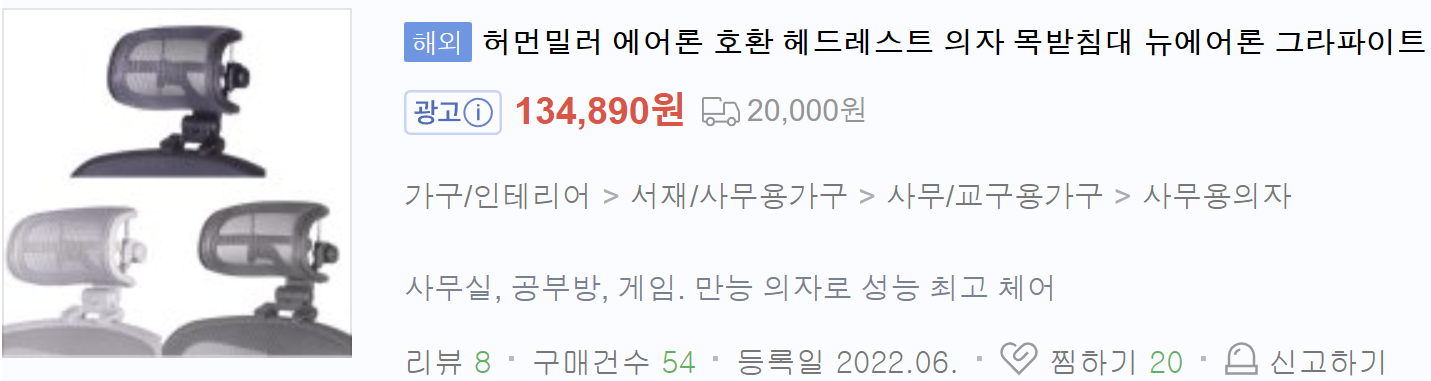 해외 허먼밀러 에어론 호환 헤드레스트 의자 목받침대 뉴에어론 그라파이트
광고 134,890원 20,000원
가구/인테리어 > 서재/사무용가구 > 사무/교구용가구 > 사무용의자
사무실, 공부방, 게임. 만능 의자로 성능 최고 체어
리뷰 8 · 구매건수 54 · 등록일 2022.06. · 찜하기 20 · 신고하기